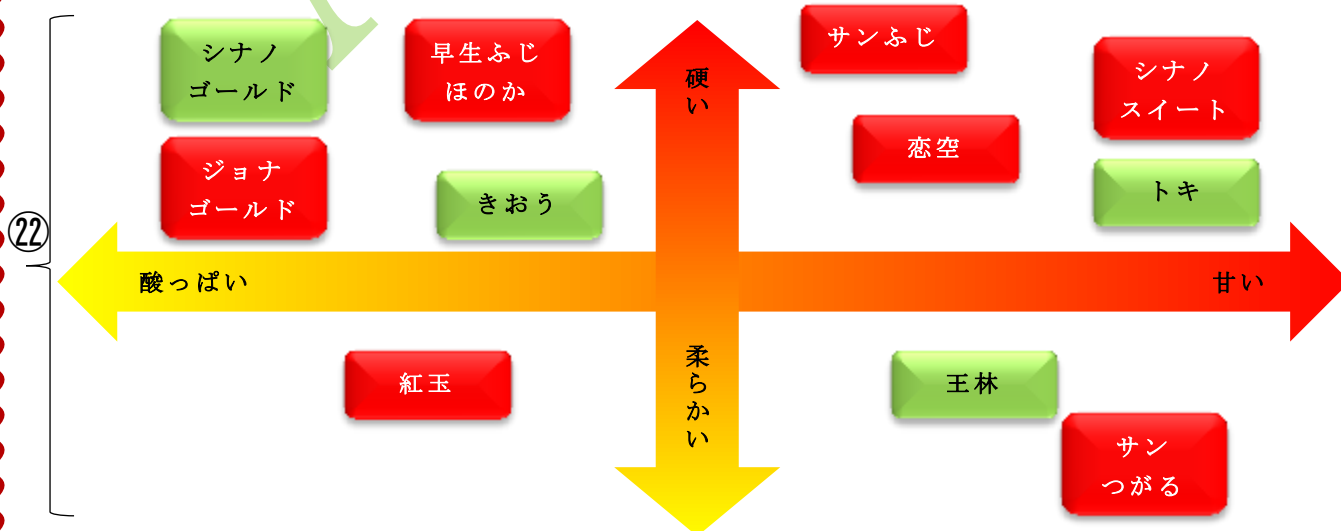 シナノ
ゴールド
早生ふじ
ほのか
サンふじ
シナノ
スイート
硬い
恋空
ジョナ
ゴールド
きおう
トキ
㉒
酸っぱい
甘い
柔らかい
紅玉
王林
サン
つがる